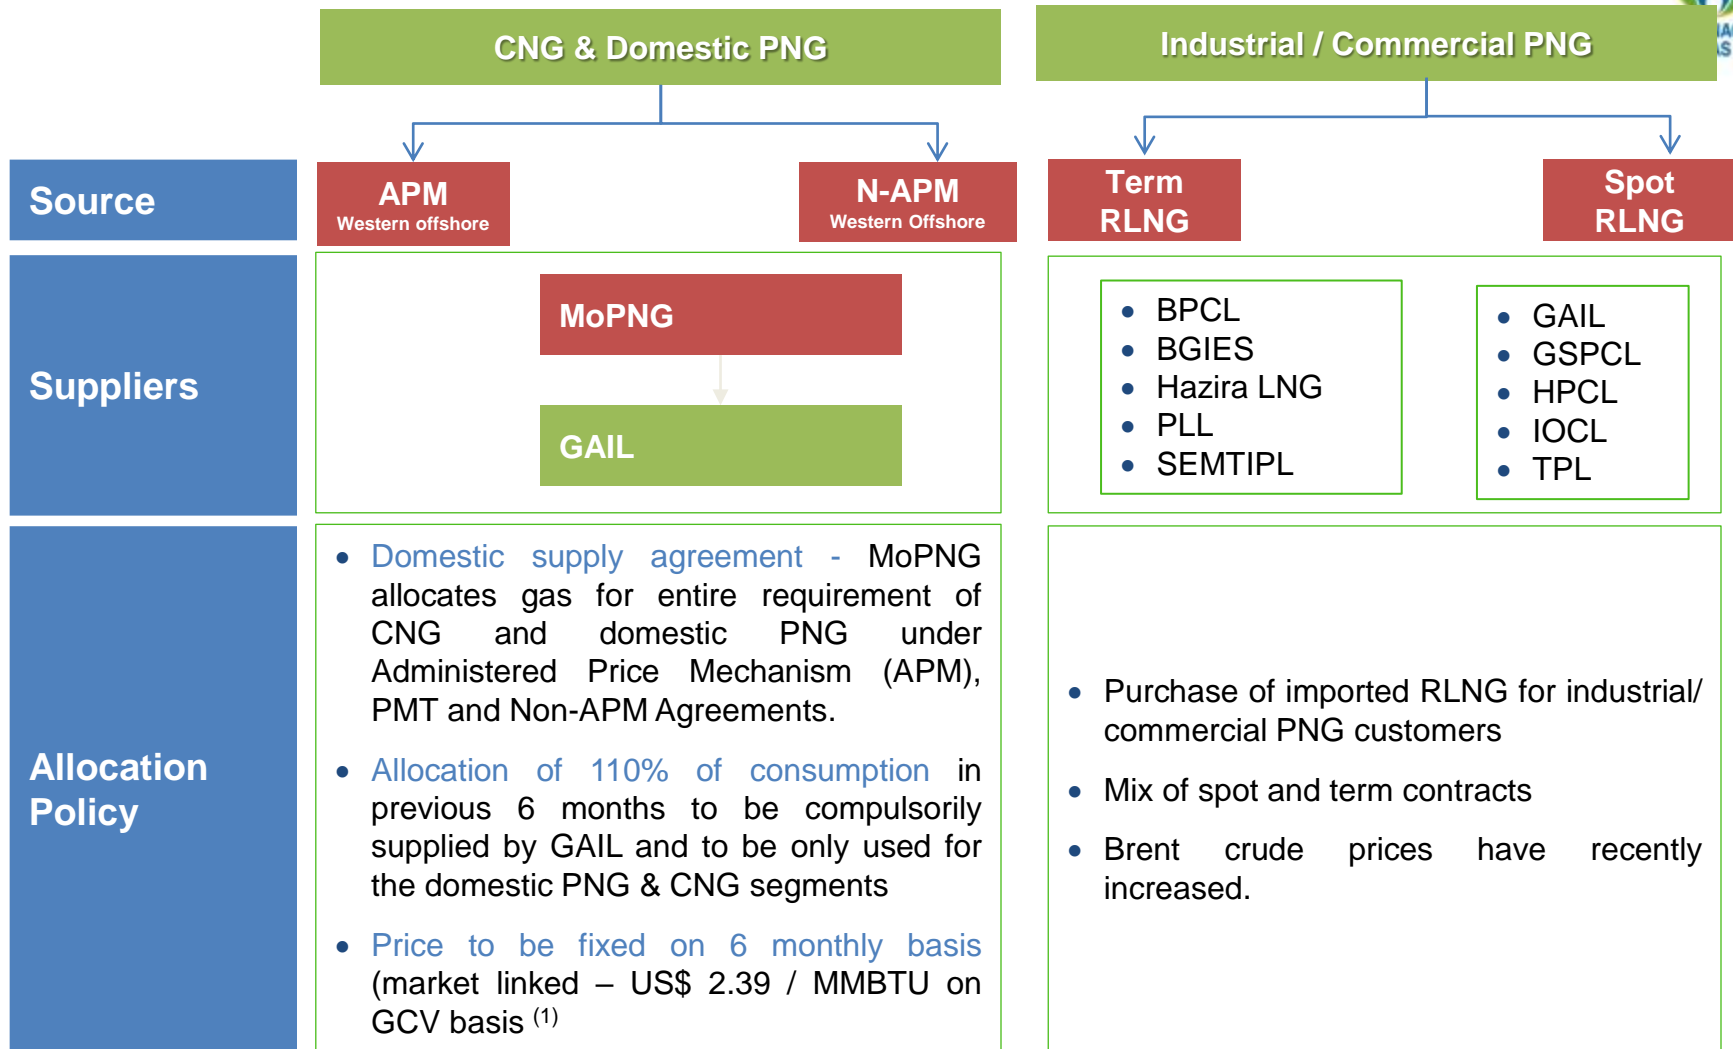 CNG & Domestic PNG
Industrial / Commercial PNG
Source
APM
Western offshore
N-APM
Western Offshore
Term
RLNG
Spot
RLNG
Suppliers
MoPNG
GAIL
• BPCL
• BGIES
• Hazira LNG
• PLL
• SEMTIPL
• GAIL
• GSPCL
• HPCL
• IOCL
• TPL
Allocation
Policy
• Domestic supply agreement - MoPNG
allocates gas for entire requirement of
CNG and domestic PNG under
Administered Price Mechanism (APM),
PMT and Non-APM Agreements.
• Allocation of 110% of consumption in
previous 6 months to be compulsorily
supplied by GAIL and to be only used for
the domestic PNG & CNG segments
• Price to be fixed on 6 monthly basis
(market linked – US$ 2.39 / MMBTU on
GCV basis (1)
• Purchase of imported RLNG for industrial/
commercial PNG customers
• Mix of spot and term contracts
• Brent crude prices have recently
increased.